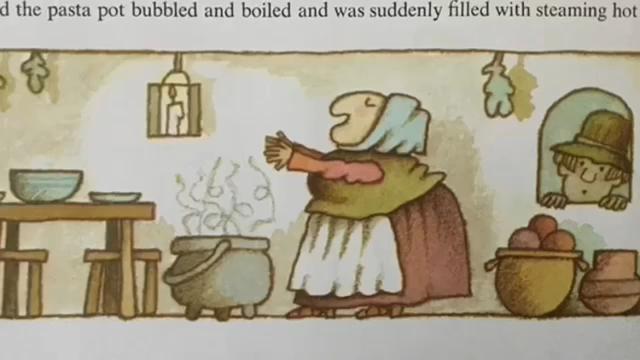 d the pasta pot bubbled and boiled and was suddenly filled with steaming hot